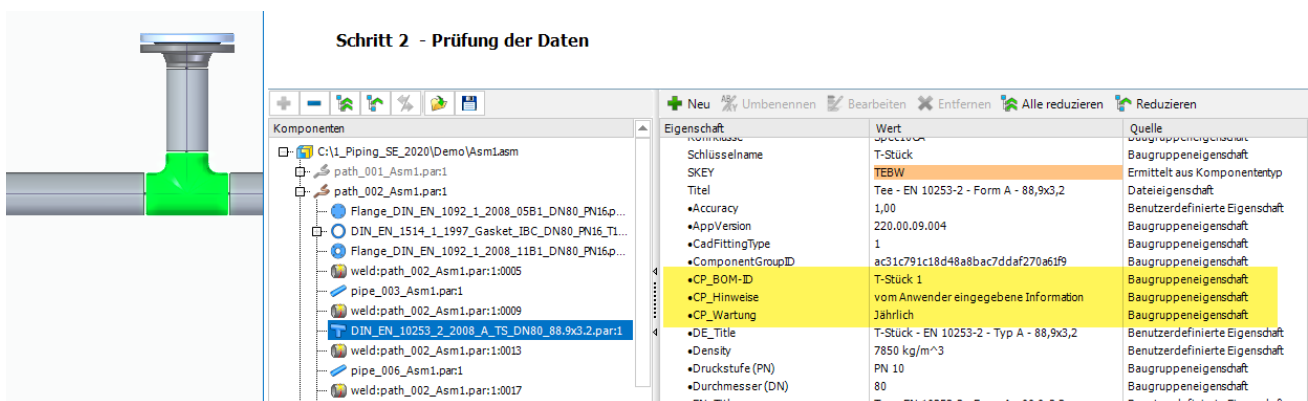 Schritt 2 - Prüfung der Daten
Neu Umbenennen Bearbeiten Entfernen Alle reduzieren Reduzieren
Komponenten
C:\1_Piping_SE_2020\Demo\Asm1.asm
path_001_Asm1.par:1
path_002_Asm1.par:1
Flange_DIN_EN_1092_1_2008_05B1_DN80_PN16.p...
DIN_EN_1514_1_1997_Gasket_IBC_DN80_PN16_T1...
Flange_DIN_EN_1092_1_2008_11B1_DN80_PN16.p...
weld:path_002_Asm1.par:1:0005
pipe_003_Asm1.par:1
weld:path_002_Asm1.par:1:0009
DIN_EN_10253_2_2008_A_TS_DN80_88.9x3.2.par:1
weld:path_002_Asm1.par:1:0013
pipe_006_Asm1.par:1
weld:path_002_Asm1.par:1:0017
Eigenschaft Wert Quelle
Schlüsselname T-Stück Baugruppeneigenschaft
SKEY TEBW Ermittelt aus Komponententyp
Titel Tee - EN 10253-2 - Form A - 88,9x3,2 Dateieigenschaft
•Accuracy 1,00 Benutzerdefinierte Eigenschaft
•AppVersion 220.00.09.004 Baugruppeneigenschaft
•CadFittingType 1 Baugruppeneigenschaft
•ComponentGroupID ac31c791c18d48a8bac7ddaf270a61f9 Baugruppeneigenschaft
•CP_BOM-ID T-Stück 1 Baugruppeneigenschaft
•CP_Hinweise vom Anwender eingegebene Information Baugruppeneigenschaft
•CP_Wartung Jährlich Baugruppeneigenschaft
•DE_Title T-Stück - EN 10253-2 - Typ A - 88,9x3,2 Benutzerdefinierte Eigenschaft
•Density 7850 kg/m^3 Benutzerdefinierte Eigenschaft
•Druckstufe (PN) PN 10 Baugruppeneigenschaft
•Durchmesser (DN) 80 Baugruppeneigenschaft